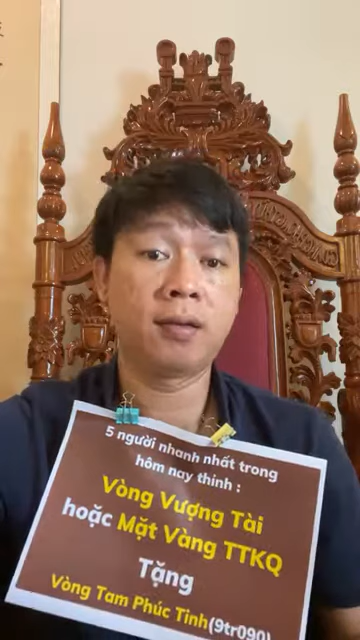 5 người nhanh nhất trong
hôm nay thỉnh :
Vòng Vượng Tài
hoặc Mặt Vàng TTKQ
Tặng
Vòng Tam Phúc Tinh(9tr090)